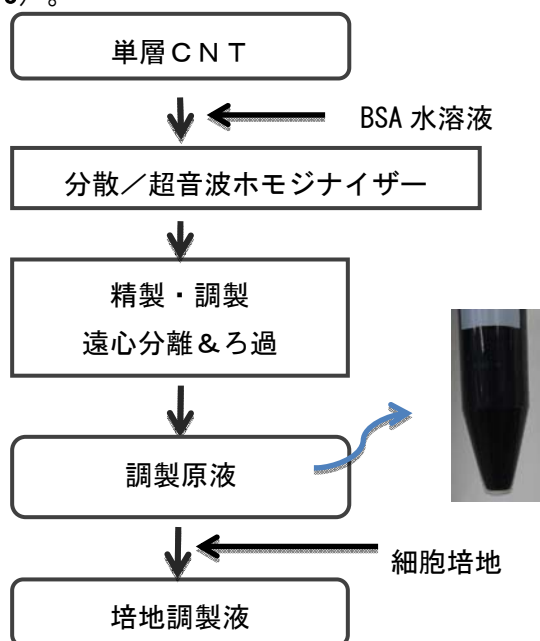 単層ＣＮＴ
BSA 水溶液
分散／超音波ホモジナイザー
精製・調製
遠心分離＆ろ過
調製原液
細胞培地
培地調製液